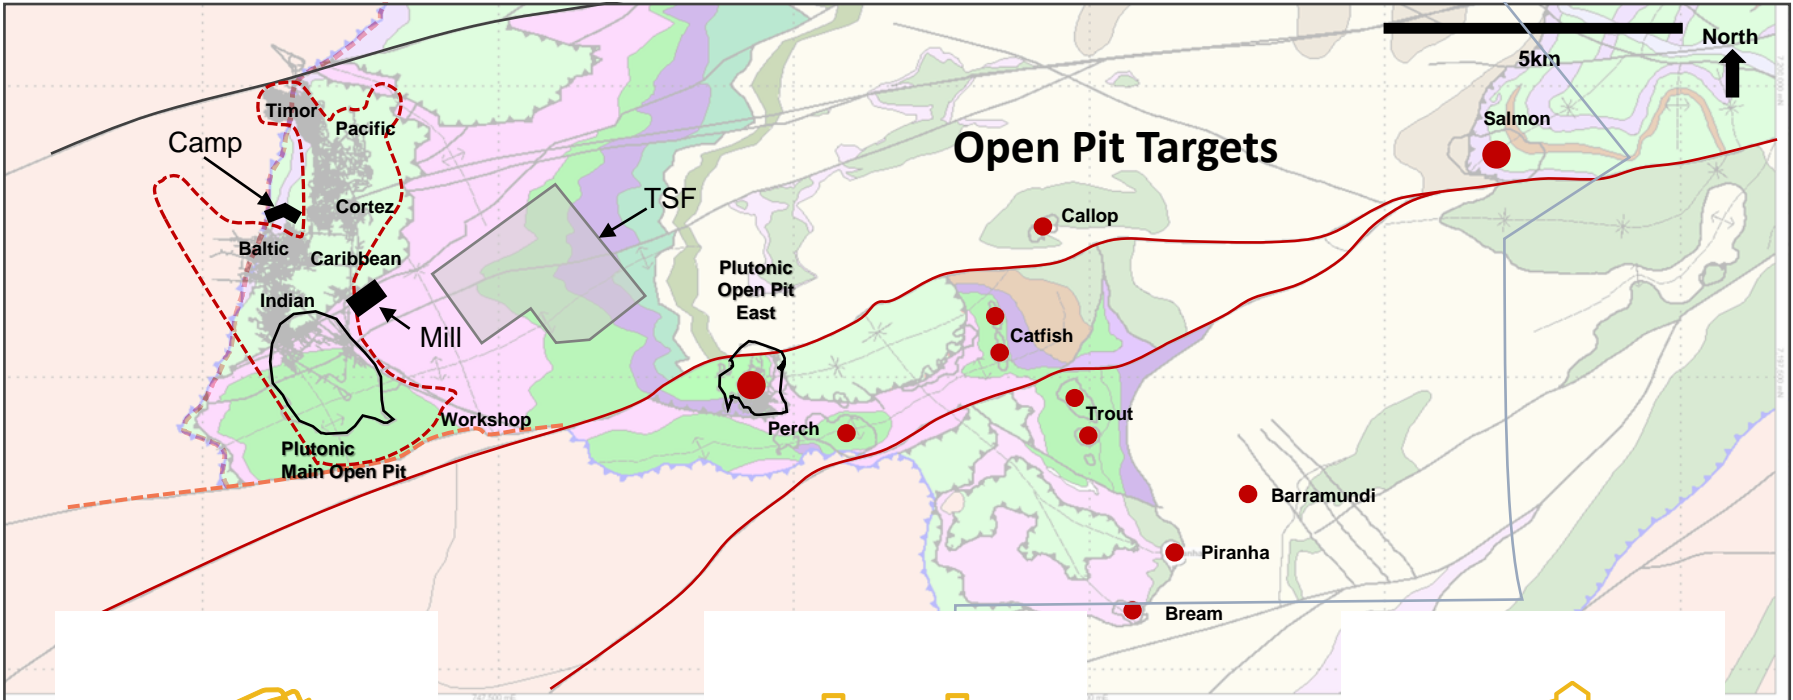 North
5km
Timor
Salmon
Pacific
Camp
Open Pit Targets
TSF
Cortez
Callop
Baltic
Caribbean
Plutonic
Open Pit
East
Indian
Mill
Catfish
Workshop
Perch
Trout
Plutonic
Main Open Pit
Barramundi
Piranha
Bream